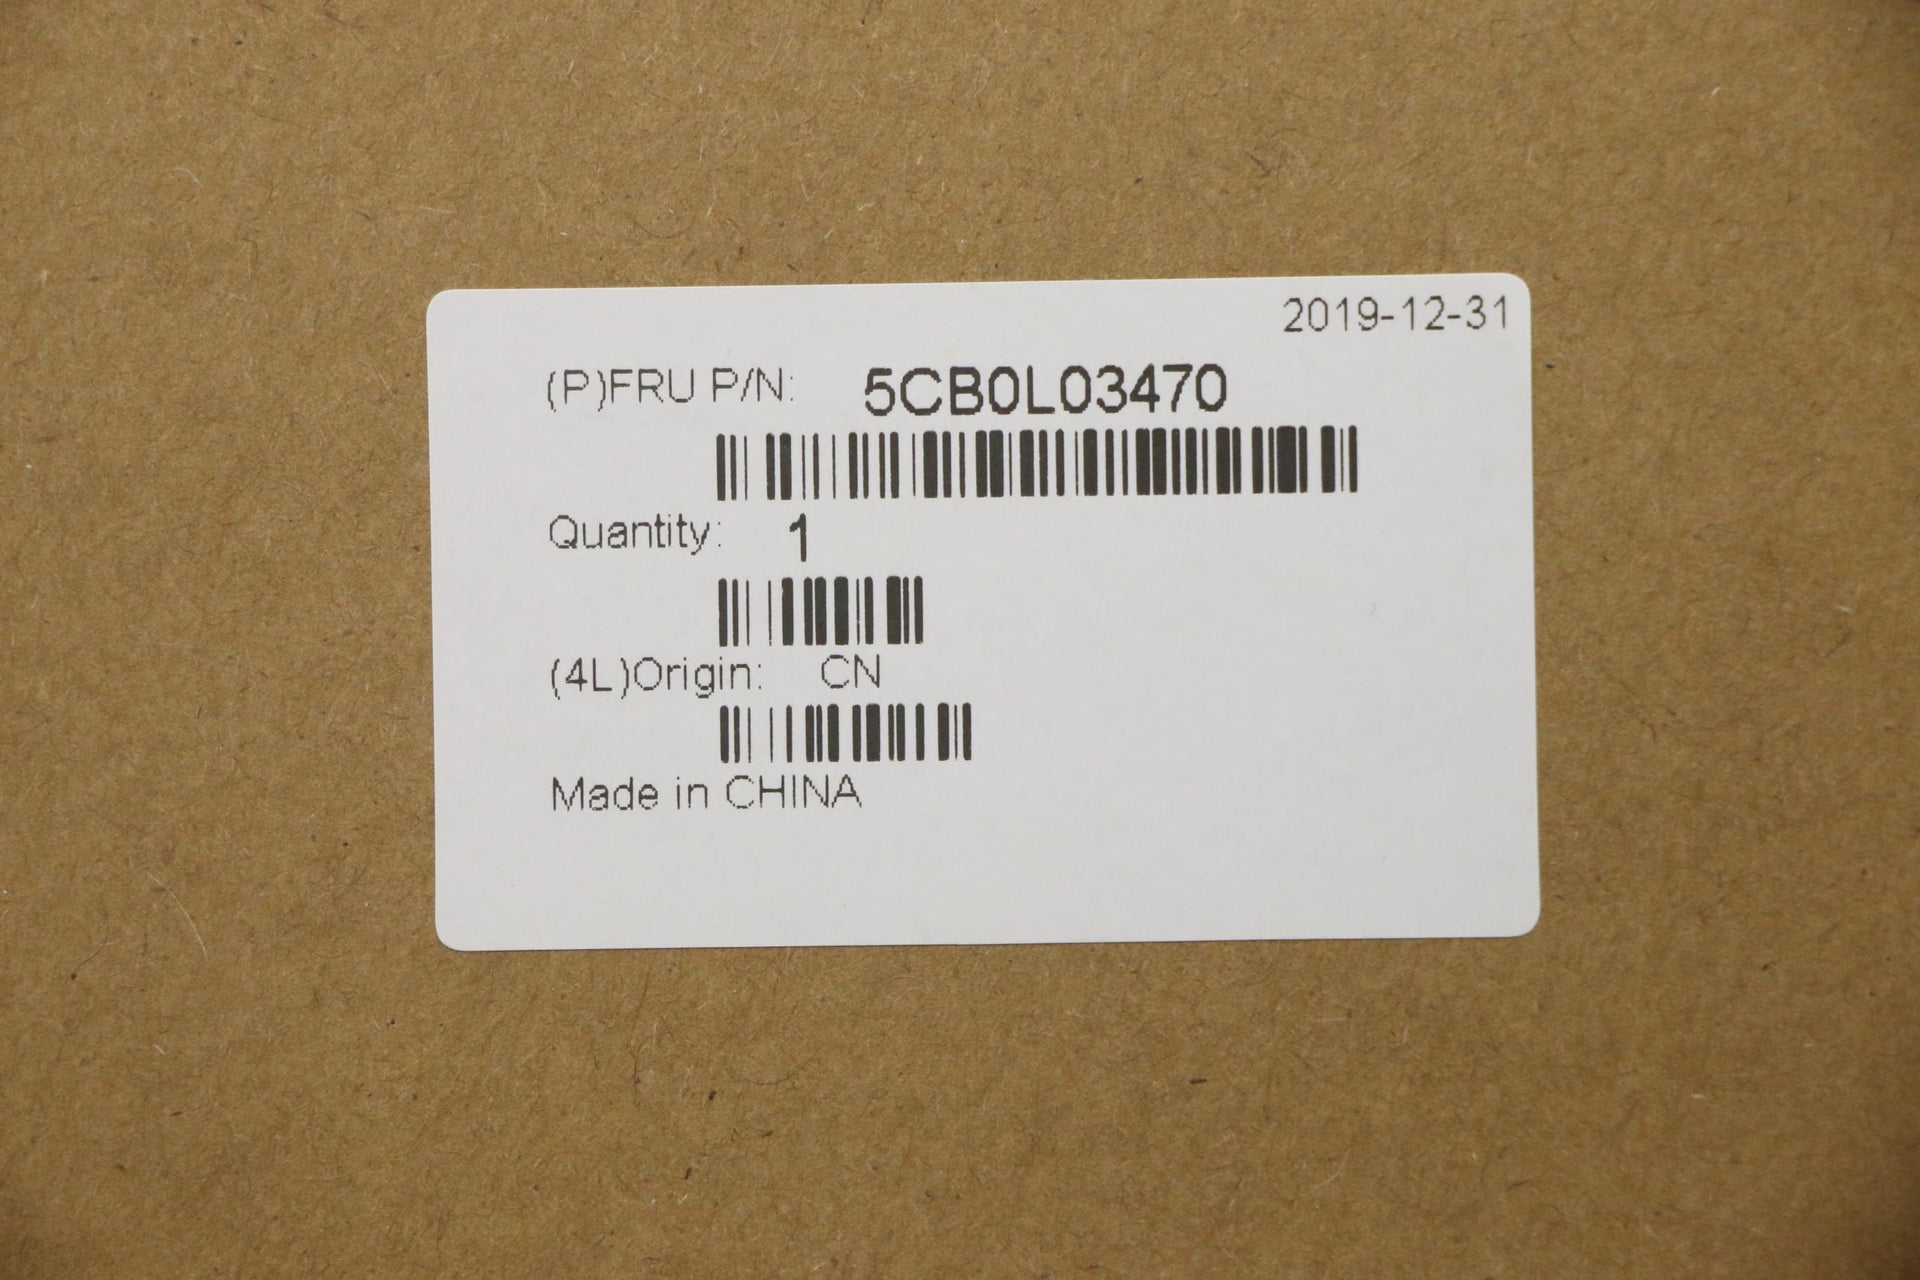 2019-12-31
(P)FRU P/N: 5CB0L03470
Quantity: 1
(4L)Origin: CN
Made in CHINA